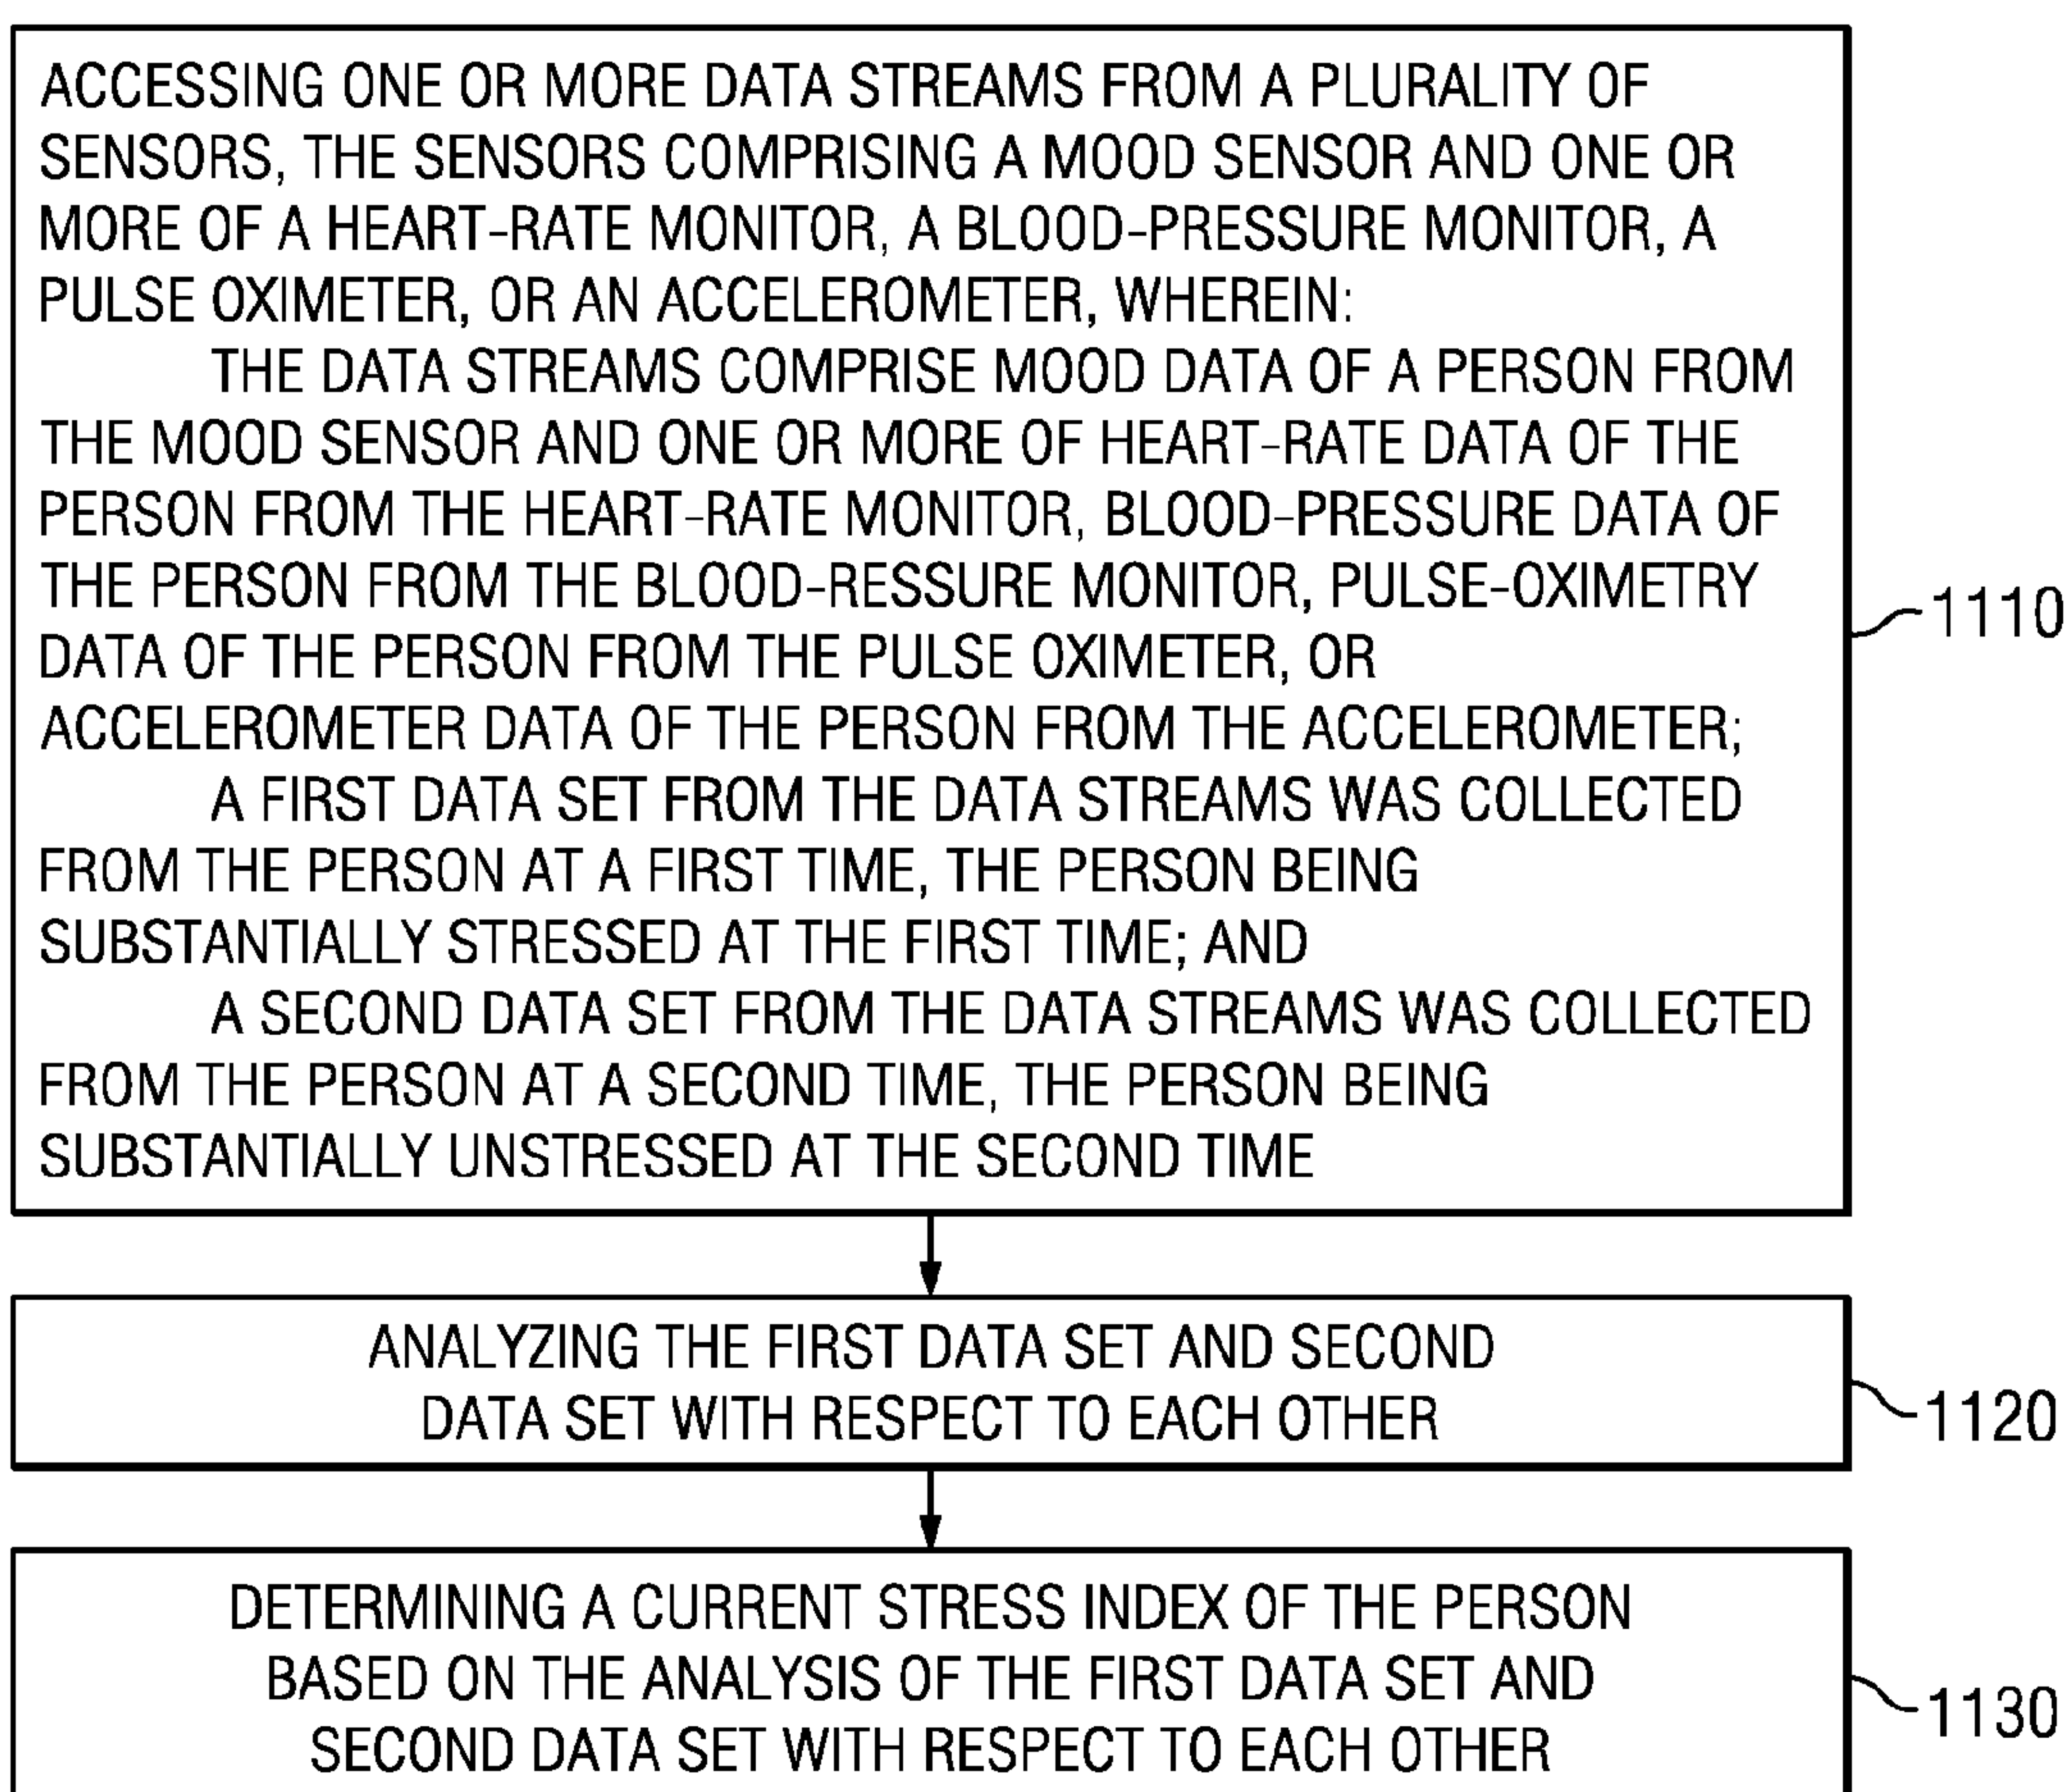 ACCESSING ONE OR MORE DATA STREAMS FROM A PLURALITY OF
SENSORS, THE SENSORS COMPRISING A MOOD SENSOR AND ONE OR
MORE OF A HEART-RATE MONITOR, A BLOOD-PRESSURE MONITOR, A
PULSE OXIMETER, OR AN ACCELEROMETER, WHEREIN:
THE DATA STREAMS COMPRISE MOOD DATA OF A PERSON FROM
THE MOOD SENSOR AND ONE OR MORE OF HEART-RATE DATA OF THE
PERSON FROM THE HEART-RATE MONITOR, BLOOD-PRESSURE DATA OF
THE PERSON FROM THE BLOOD-RESSURE MONITOR, PULSE-OXIMETRY
DATA OF THE PERSON FROM THE PULSE OXIMETER, OR
ACCELEROMETER DATA OF THE PERSON FROM THE ACCELEROMETER;
A FIRST DATA SET FROM THE DATA STREAMS WAS COLLECTED
FROM THE PERSON AT A FIRST TIME, THE PERSON BEING
SUBSTANTIALLY STRESSED AT THE FIRST TIME; AND
A SECOND DATA SET FROM THE DATA STREAMS WAS COLLECTED
FROM THE PERSON AT A SECOND TIME, THE PERSON BEING
SUBSTANTIALLY UNSTRESSED AT THE SECOND TIME
1110
ANALYZING THE FIRST DATA SET AND SECOND
DATA SET WITH RESPECT TO EACH OTHER
1120
DETERMINING A CURRENT STRESS INDEX OF THE PERSON
BASED ON THE ANALYSIS OF THE FIRST DATA SET AND
SECOND DATA SET WITH RESPECT TO EACH OTHER
1130